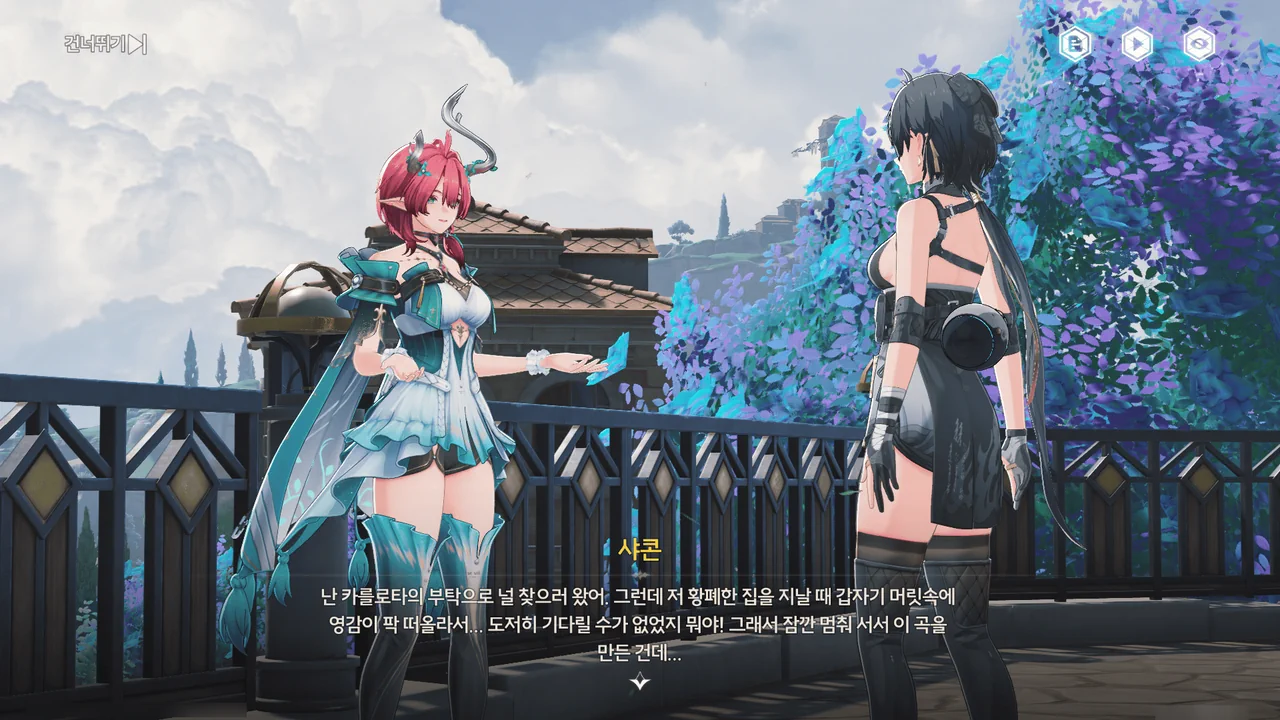 건너뛰기
샤콘
난 카를로타의 부탁으로 널 찾으러 왔어. 그런데 저 황폐한 집을 지날 때 갑자기 머릿속에
영감이 팍 떠올라서... 도저히 기다릴 수가 없었지 뭐야! 그래서 잠깐 멈춰 서서 이 곡을
만든 건데...